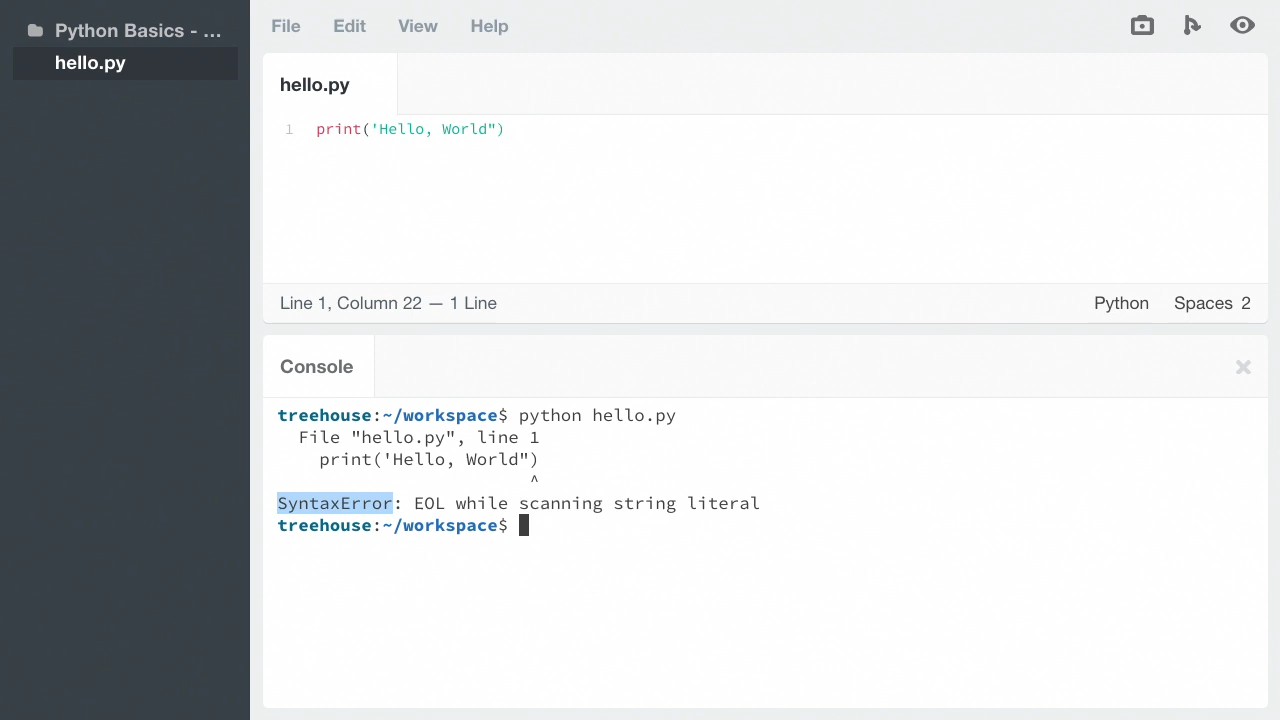 Python Basics - ...
hello.py
File Edit View Help
hello.py
1 print('Hello, World")
Line 1, Column 22 — 1 Line
Python Spaces 2
Console
treehouse:~/workspace$ python hello.py
File "hello.py", line 1
print('Hello, World")
^
SyntaxError: EOL while scanning string literal
treehouse:~/workspace$